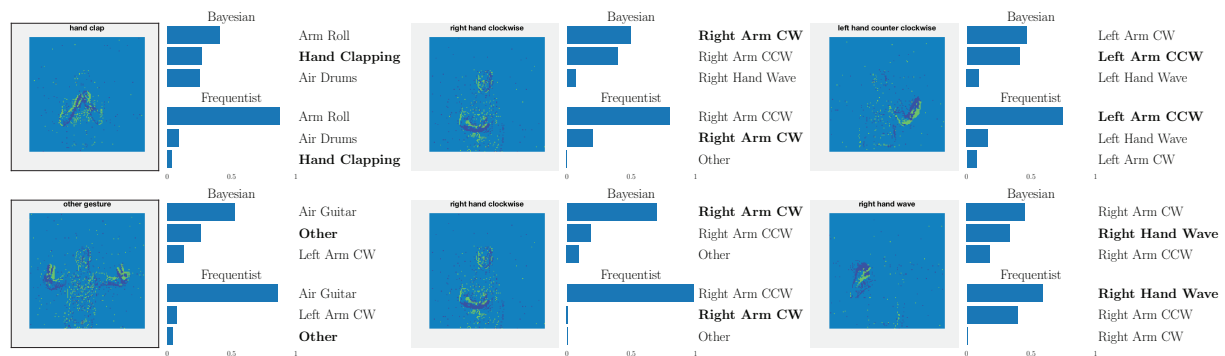 Bayesian
hand clap
Arm Roll
Hand Clapping
Air Drums
Frequentist
Arm Roll
Air Drums
Hand Clapping
0 0.5 1
Bayesian
right hand clockwise
Right Arm CW
Right Arm CCW
Right Hand Wave
Frequentist
Right Arm CCW
Right Arm CW
Other
0 0.5 1
Bayesian
left hand counter clockwise
Left Arm CW
Left Arm CCW
Left Hand Wave
Frequentist
Left Arm CCW
Left Hand Wave
Left Arm CW
0 0.5 1
Bayesian
other gesture
Air Guitar
Other
Left Arm CW
Frequentist
Air Guitar
Left Arm CW
Other
0 0.5 1
Bayesian
right hand clockwise
Right Arm CW
Right Arm CCW
Other
Frequentist
Right Arm CCW
Right Arm CW
Other
0 0.5 1
Bayesian
right hand wave
Right Arm CW
Right Hand Wave
Right Arm CCW
Frequentist
Right Hand Wave
Right Arm CCW
Right Arm CW
0 0.5 1